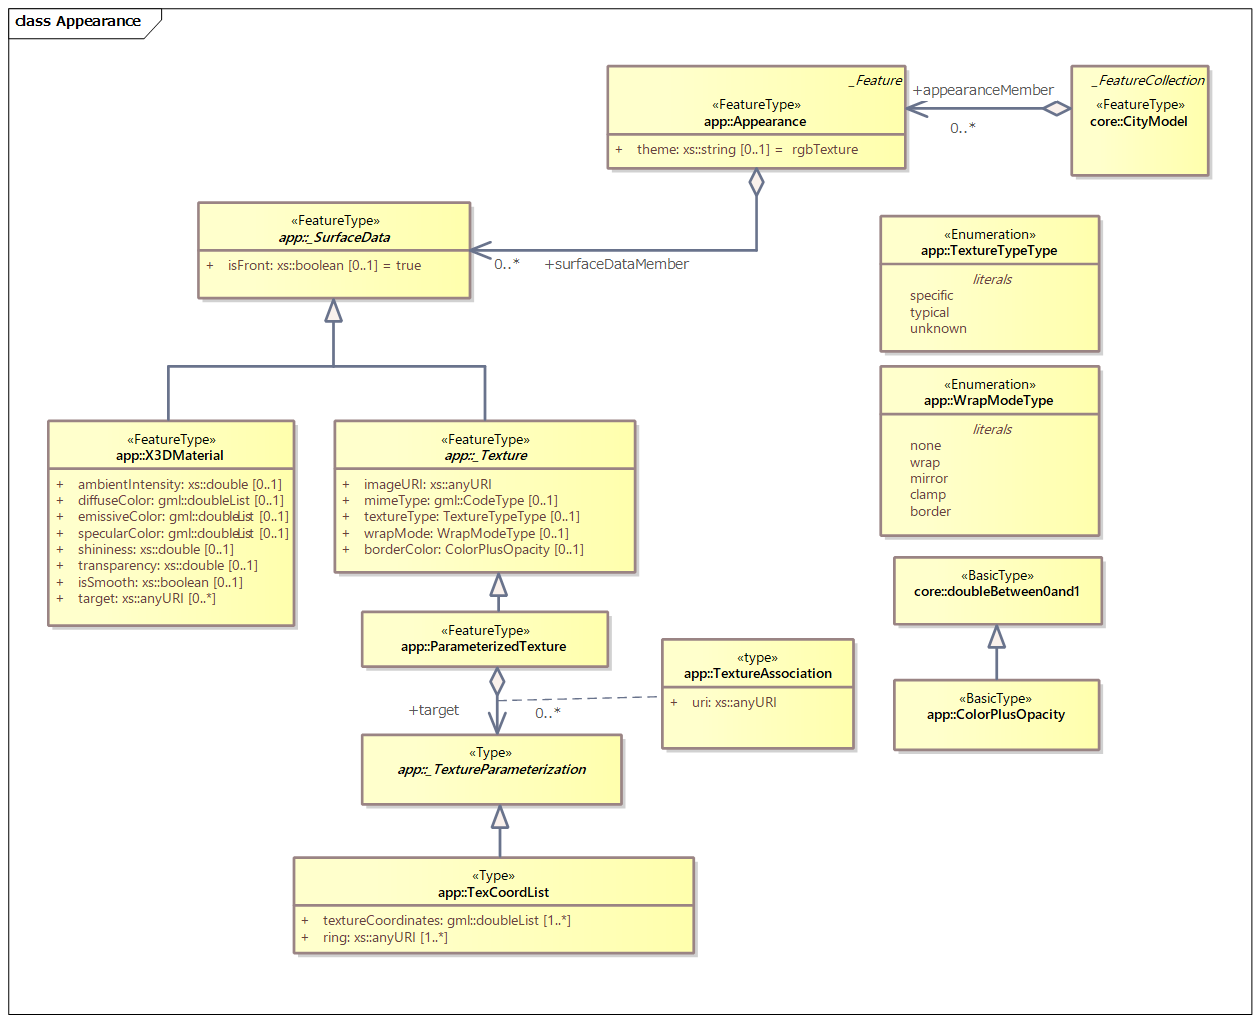 class Appearance
_Feature
«FeatureType»
app::Appearance
+ theme: xs::string [0..1] = rgbTexture
+appearanceMember
0..*
_FeatureCollection
«FeatureType»
core::CityModel
«FeatureType»
app::_SurfaceData
+ isFront: xs::boolean [0..1] = true
0..* +surfaceDataMember
«Enumeration»
app::TextureTypeType
literals
specific
typical
unknown
«Enumeration»
app::WrapModeType
literals
none
wrap
mirror
clamp
border
«FeatureType»
app::X3DMaterial
+ ambientIntensity: xs::double [0..1]
+ diffuseColor: gml::doubleList [0..1]
+ emissiveColor: gml::doubleList [0..1]
+ specularColor: gml::doubleList [0..1]
+ shininess: xs::double [0..1]
+ transparency: xs::double [0..1]
+ isSmooth: xs::boolean [0..1]
+ target: xs::anyURI [0..*]
«FeatureType»
app::_Texture
+ imageURI: xs::anyURI
+ mimeType: gml::CodeType [0..1]
+ textureType: TextureTypeType [0..1]
+ wrapMode: WrapModeType [0..1]
+ borderColor: ColorPlusOpacity [0..1]
«BasicType»
core::doubleBetween0and1
«FeatureType»
app::ParameterizedTexture
«type»
app::TextureAssociation
+ uri: xs::anyURI
«BasicType»
app::ColorPlusOpacity
+target
0..*
«Type»
app::_TextureParameterization
«Type»
app::TexCoordList
+ textureCoordinates: gml::doubleList [1..*]
+ ring: xs::anyURI [1..*]